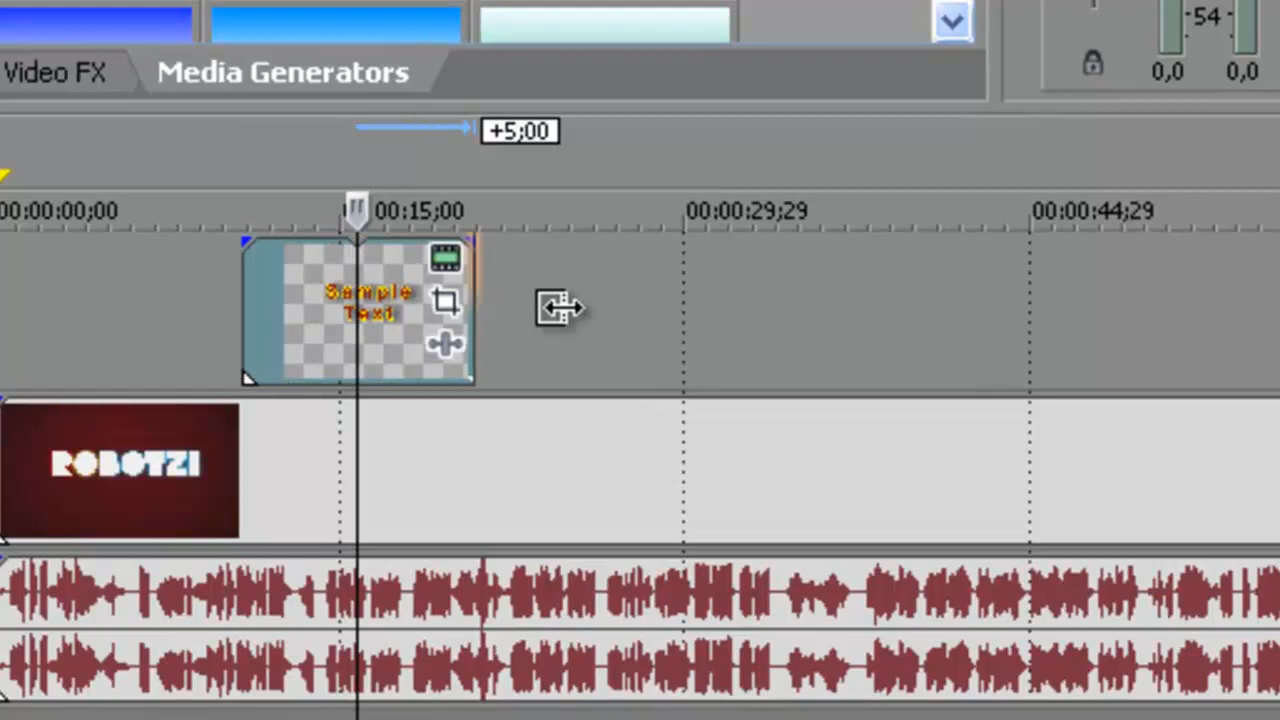 -54-
Video FX
Media Generators
0,0
0,0
+5;00
00:00:00;00
00:15;00
00:00:29;29
00:00:44;29
Sample
Text
ROBOTZI